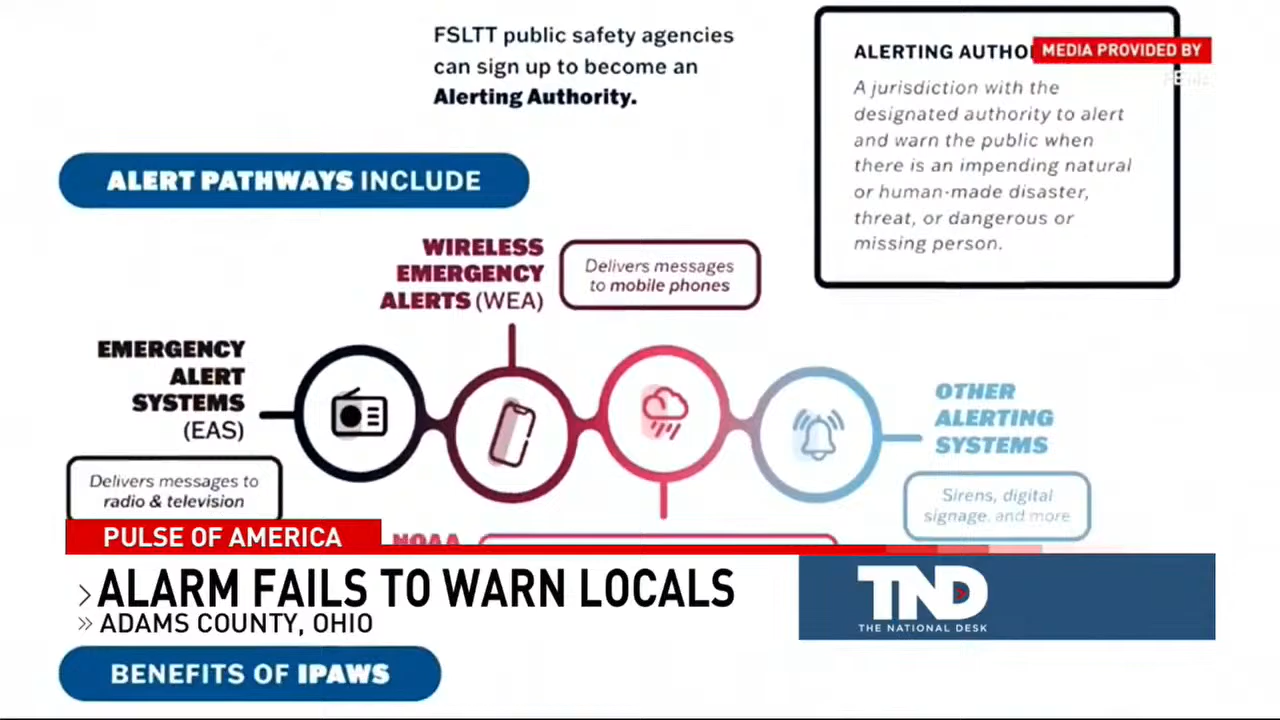 FSLTT public safety agencies
can sign up to become an
Alerting Authority.
ALERTING AUTHO
MEDIA PROVIDED BY
A jurisdiction with the
designated authority to alert
and warn the public when
there is an impending natural
or human-made disaster,
threat, or dangerous or
missing person.
ALERT PATHWAYS INCLUDE
WIRELESS
EMERGENCY
ALERTS (WEA)
Delivers messages
to mobile phones
EMERGENCY
ALERT
SYSTEMS
(EAS)
Delivers messages to
radio & television
OTHER
ALERTING
SYSTEMS
Sirens, digital
signage, and more
NOAA
PULSE OF AMERICA
ALARM FAILS TO WARN LOCALS
ADAMS COUNTY, OHIO
TND
THE NATIONAL DESK
BENEFITS OF IPAWS